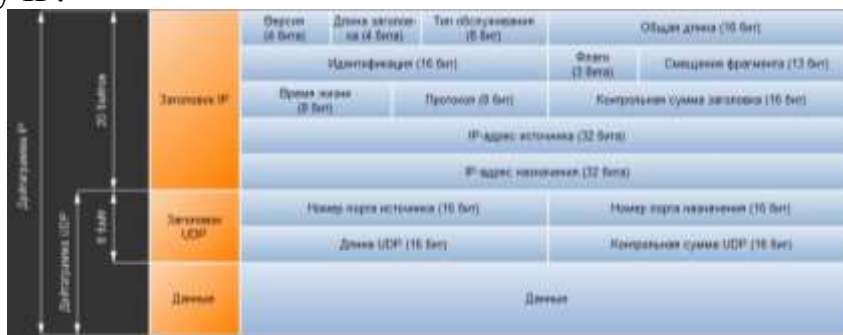 Версия (4 бита)
Длина заголов-ка (4 бита)
Тип обслуживания (8 бит)
Общая длина (16 бит)
Идентификация (16 бит)
Флаги (3 бита)
Смещение фрагмента (13 бит)
Время жизни (8 бит)
Протокол (8 бит)
Контрольная сумма заголовка (16 бит)
IP-адрес источника (32 бита)
IP-адрес назначения (32 бита)
Заголовок IP
20 байтов
Дейтаграмма IP
Номер порта источника (16 бит)
Номер порта назначения (16 бит)
Длина UDP (16 бит)
Контрольная сумма UDP (16 бит)
Заголовок UDP
8 байт
Дейтаграмма UDP
Данные
Данные